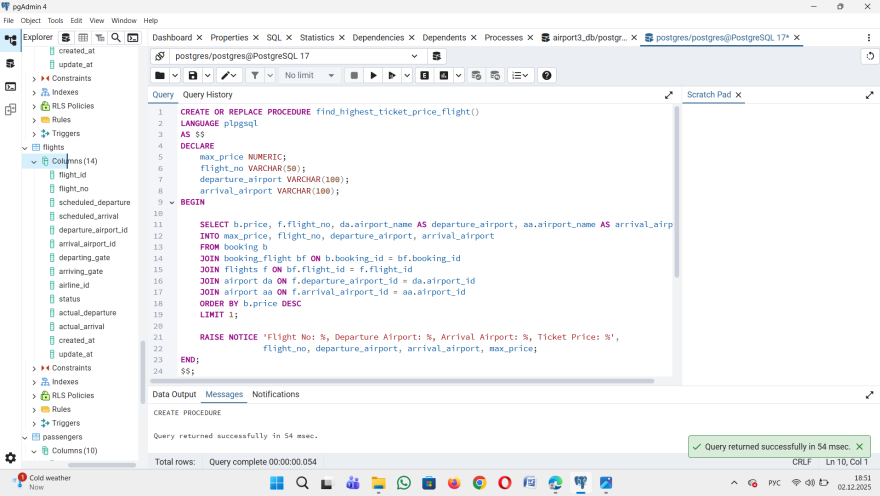 pgAdmin 4
File Object Tools Edit View Window Help
Explorer
Dashboard Properties SQL Statistics Dependencies Dependents Processes airport3_db/postgr... postgres/postgres@PostgreSQL 17*
postgres/postgres@PostgreSQL 17
No limit
created_at
update_at
Constraints
Indexes
RLS Policies
Rules
Triggers
flights
Columns (14)
flight_id
flight_no
scheduled_departure
scheduled_arrival
departure_airport_id
arrival_airport_id
departing_gate
arriving_gate
airline_id
status
actual_departure
actual_arrival
created_at
update_at
Constraints
Indexes
RLS Policies
Rules
Triggers
passengers
Columns (10)
Query Query History
Scratch Pad
1 CREATE OR REPLACE PROCEDURE find_highest_ticket_price_flight()
2 LANGUAGE plpgsql
3 AS $$
4 DECLARE
5 max_price NUMERIC;
6 flight_no VARCHAR(50);
7 departure_airport VARCHAR(100);
8 arrival_airport VARCHAR(100);
9 BEGIN
10
11 SELECT b.price, f.flight_no, da.airport_name AS departure_airport, aa.airport_name AS arrival_airp
12 INTO max_price, flight_no, departure_airport, arrival_airport
13 FROM booking b
14 JOIN booking_flight bf ON b.booking_id = bf.booking_id
15 JOIN flights f ON bf.flight_id = f.flight_id
16 JOIN airport da ON f.departure_airport_id = da.airport_id
17 JOIN airport aa ON f.arrival_airport_id = aa.airport_id
18 ORDER BY b.price DESC
19 LIMIT 1;
20
21 RAISE NOTICE 'Flight No: %, Departure Airport: %, Arrival Airport: %, Ticket Price: %',
22 flight_no, departure_airport, arrival_airport, max_price;
23 END;
24 $$;
Data Output Messages Notifications
CREATE PROCEDURE
Query returned successfully in 54 msec.
Query returned successfully in 54 msec.
Total rows: Query complete 00:00:00.054 CRLF Ln 10, Col 1
1
Cold weather
Now
РУС
18:51
02.12.2025